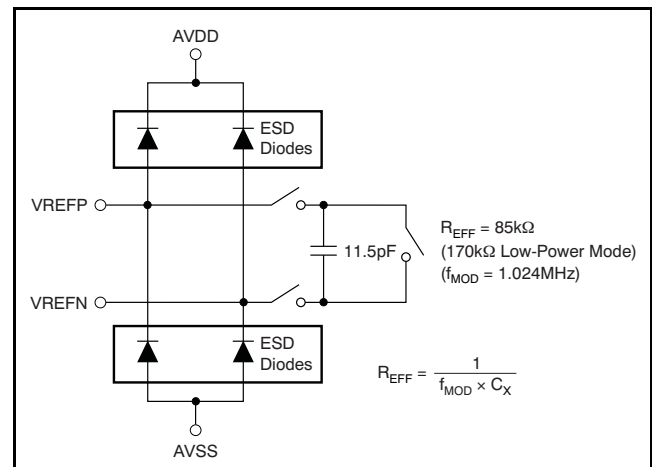 AVDD
ESD
Diodes
VREFP
11.5pF
R_EFF = 85kΩ
(170kΩ Low-Power Mode)
(f_MOD = 1.024MHz)
VREFN
ESD
Diodes
R_EFF = 1 / (f_MOD × C_X)
AVSS